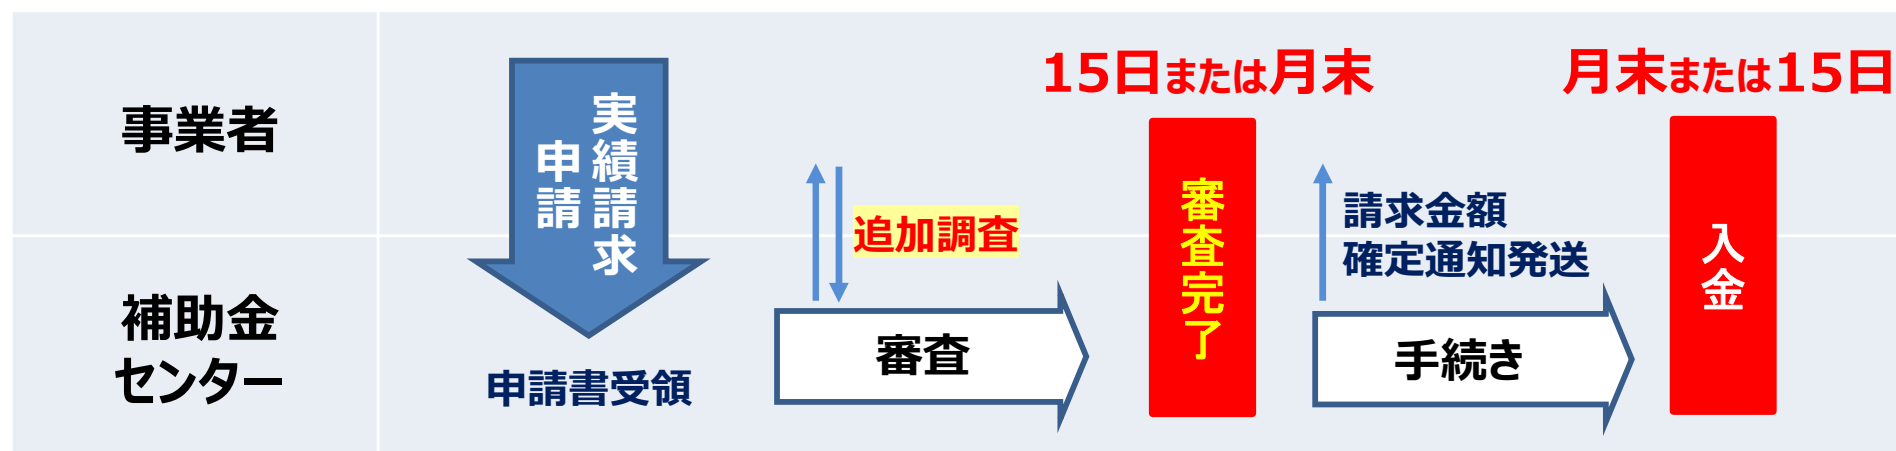 事業者
実績請求
申請
追加調査
15日または月末
審査完了
請求金額
確定通知発送
月末または15日
入金
補助金
センター
申請書受領
審査
手続き